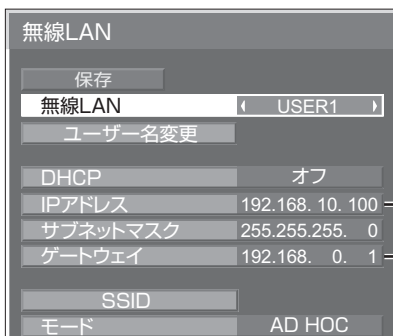 無線LAN
保存
無線LAN USER1
ユーザー名変更
DHCP オフ
IPアドレス 192.168. 10. 100
サブネットマスク 255.255.255. 0
ゲートウェイ 192.168. 0. 1
SSID
モード AD HOC